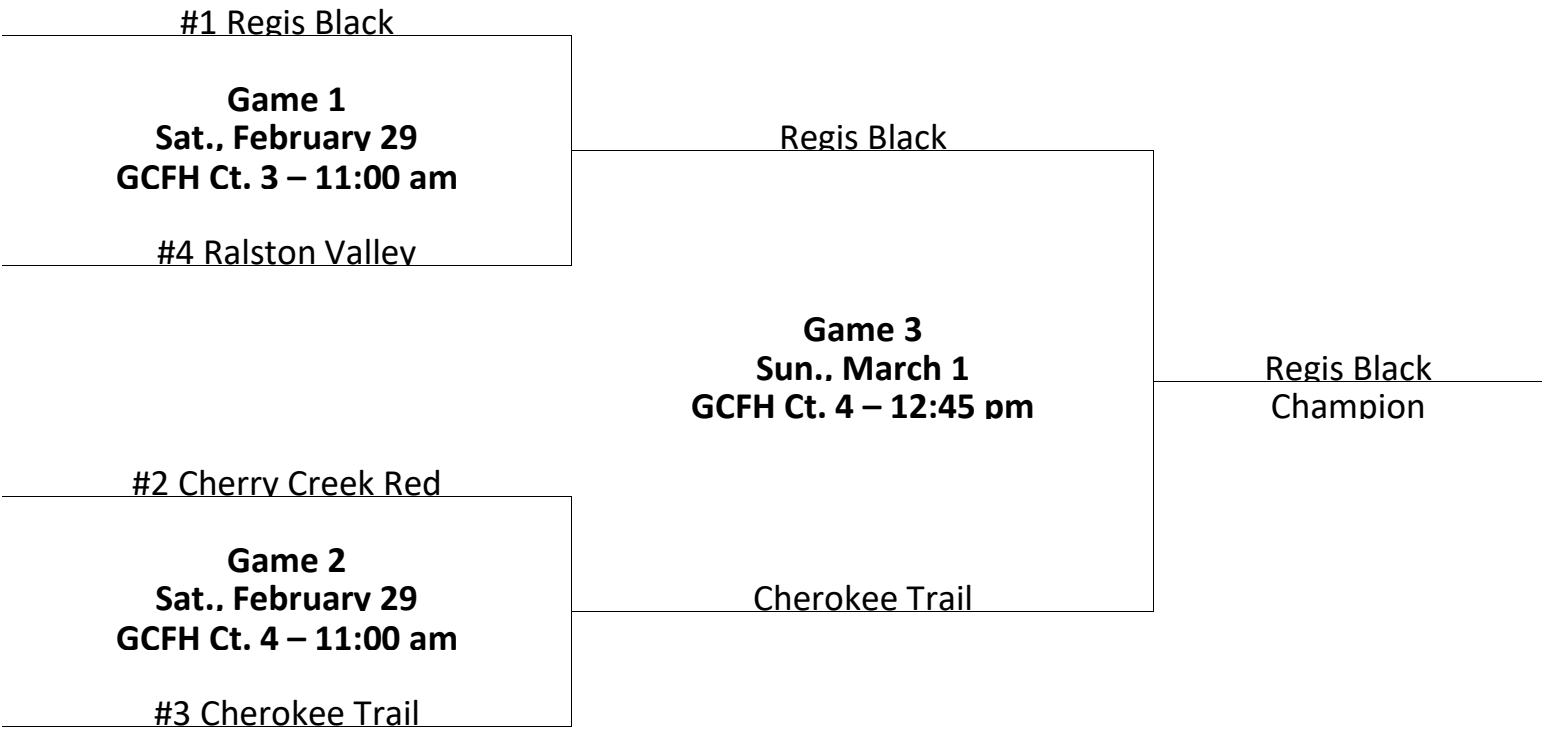 #1 Regis Black
Game 1
Sat., February 29
GCFH Ct. 3 – 11:00 am
Regis Black
#4 Ralston Valley
Game 3
Sun., March 1
GCFH Ct. 4 – 12:45 pm
Regis Black
Champion
#2 Cherry Creek Red
Game 2
Sat., February 29
GCFH Ct. 4 – 11:00 am
Cherokee Trail
#3 Cherokee Trail